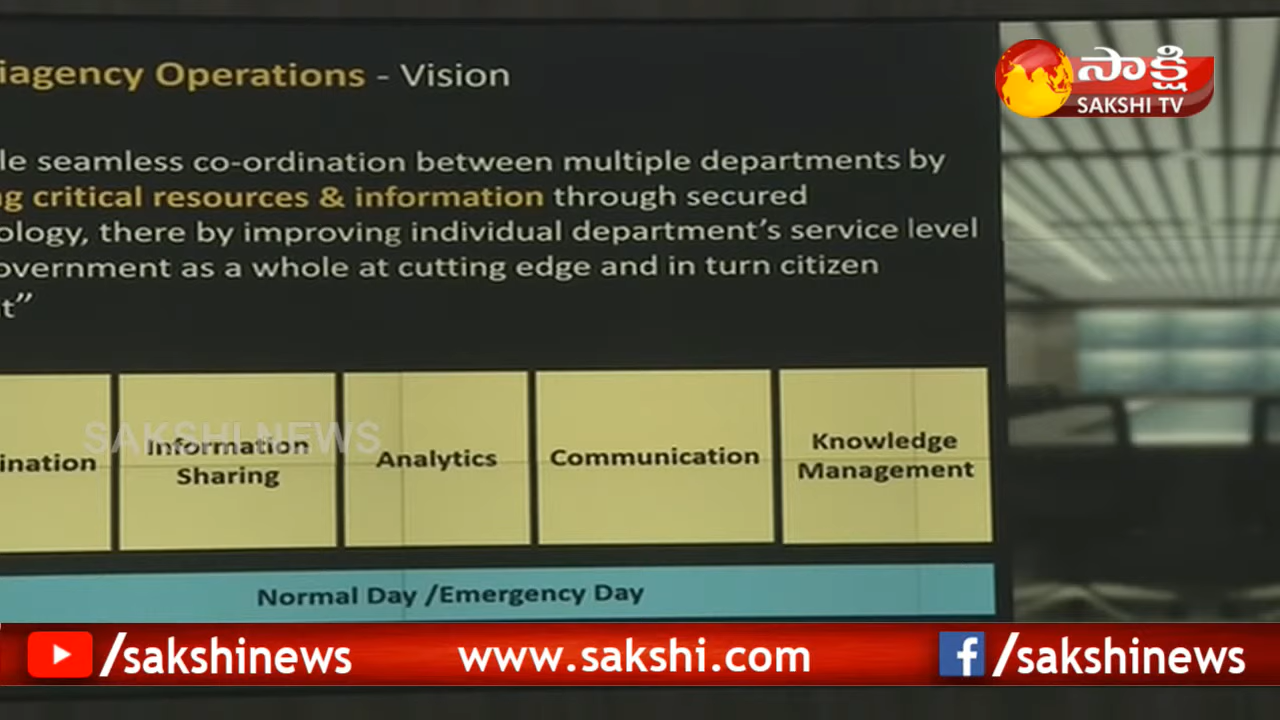 iagency Operations - Vision
సాక్షి
SAKSHI TV
le seamless co-ordination between multiple departments by
ng critical resources & information through secured
ology, there by improving individual department's service level
overnment as a whole at cutting edge and in turn citizen
t”
ination
Information
Sharing
Analytics
Communication
Knowledge
Management
SAKSHI NEWS
Normal Day /Emergency Day
/sakshinews
www.sakshi.com
f/sakshinews